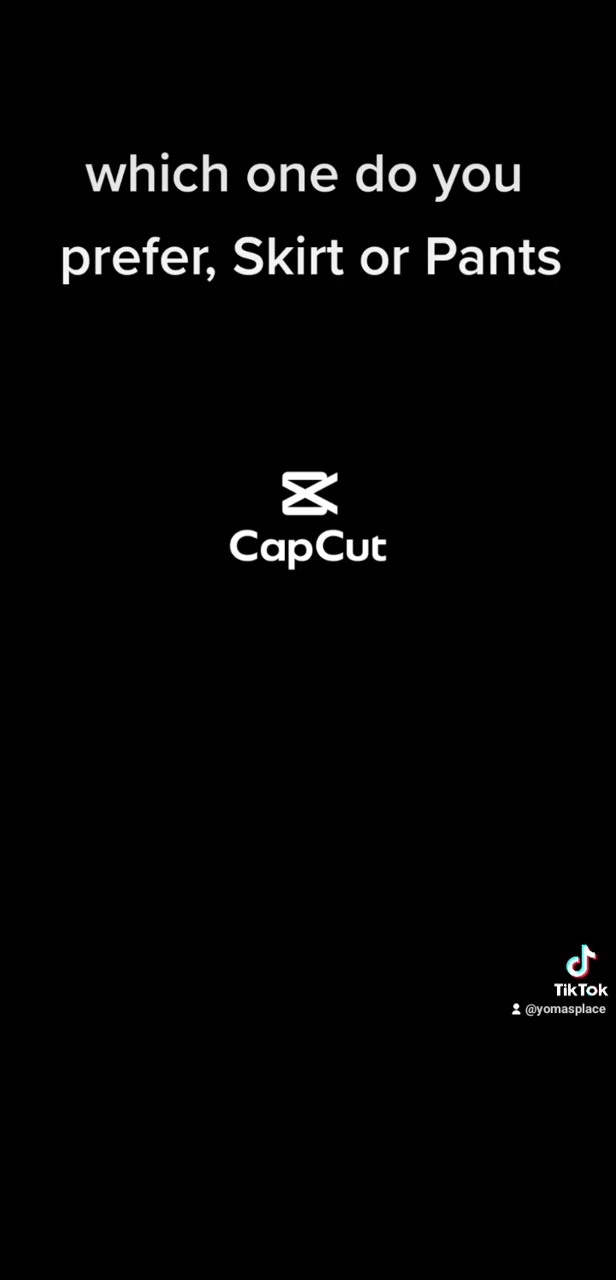 which one do you
prefer, Skirt or Pants
CapCut
TikTok
@yomasplace